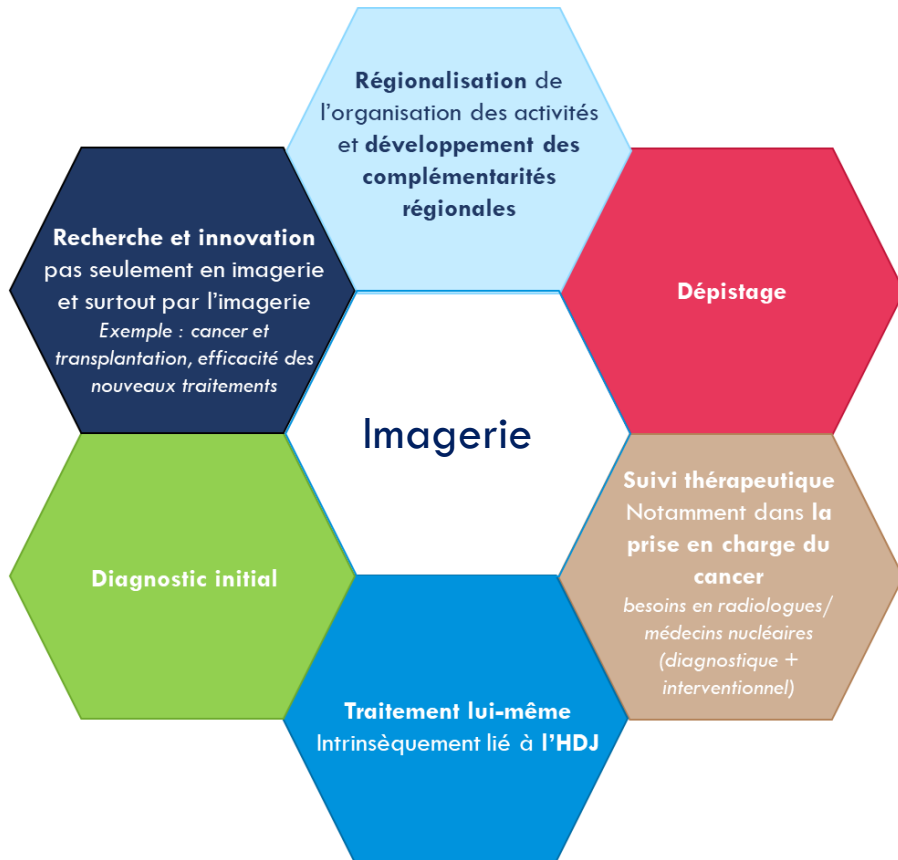 Régionalisation de
l'organisation des activités
et développement des
complémentarités
régionales
Recherche et innovation
pas seulement en imagerie
et surtout par l'imagerie
Exemple : cancer et
transplantation, efficacité des
nouveaux traitements
Dépistage
Imagerie
Suivi thérapeutique
Notamment dans la
prise en charge du
cancer
besoins en radiologues/
médecins nucléaires
(diagnostique +
interventionnel)
Diagnostic initial
Traitement lui-même
Intrinsèquement lié à l'HDJ